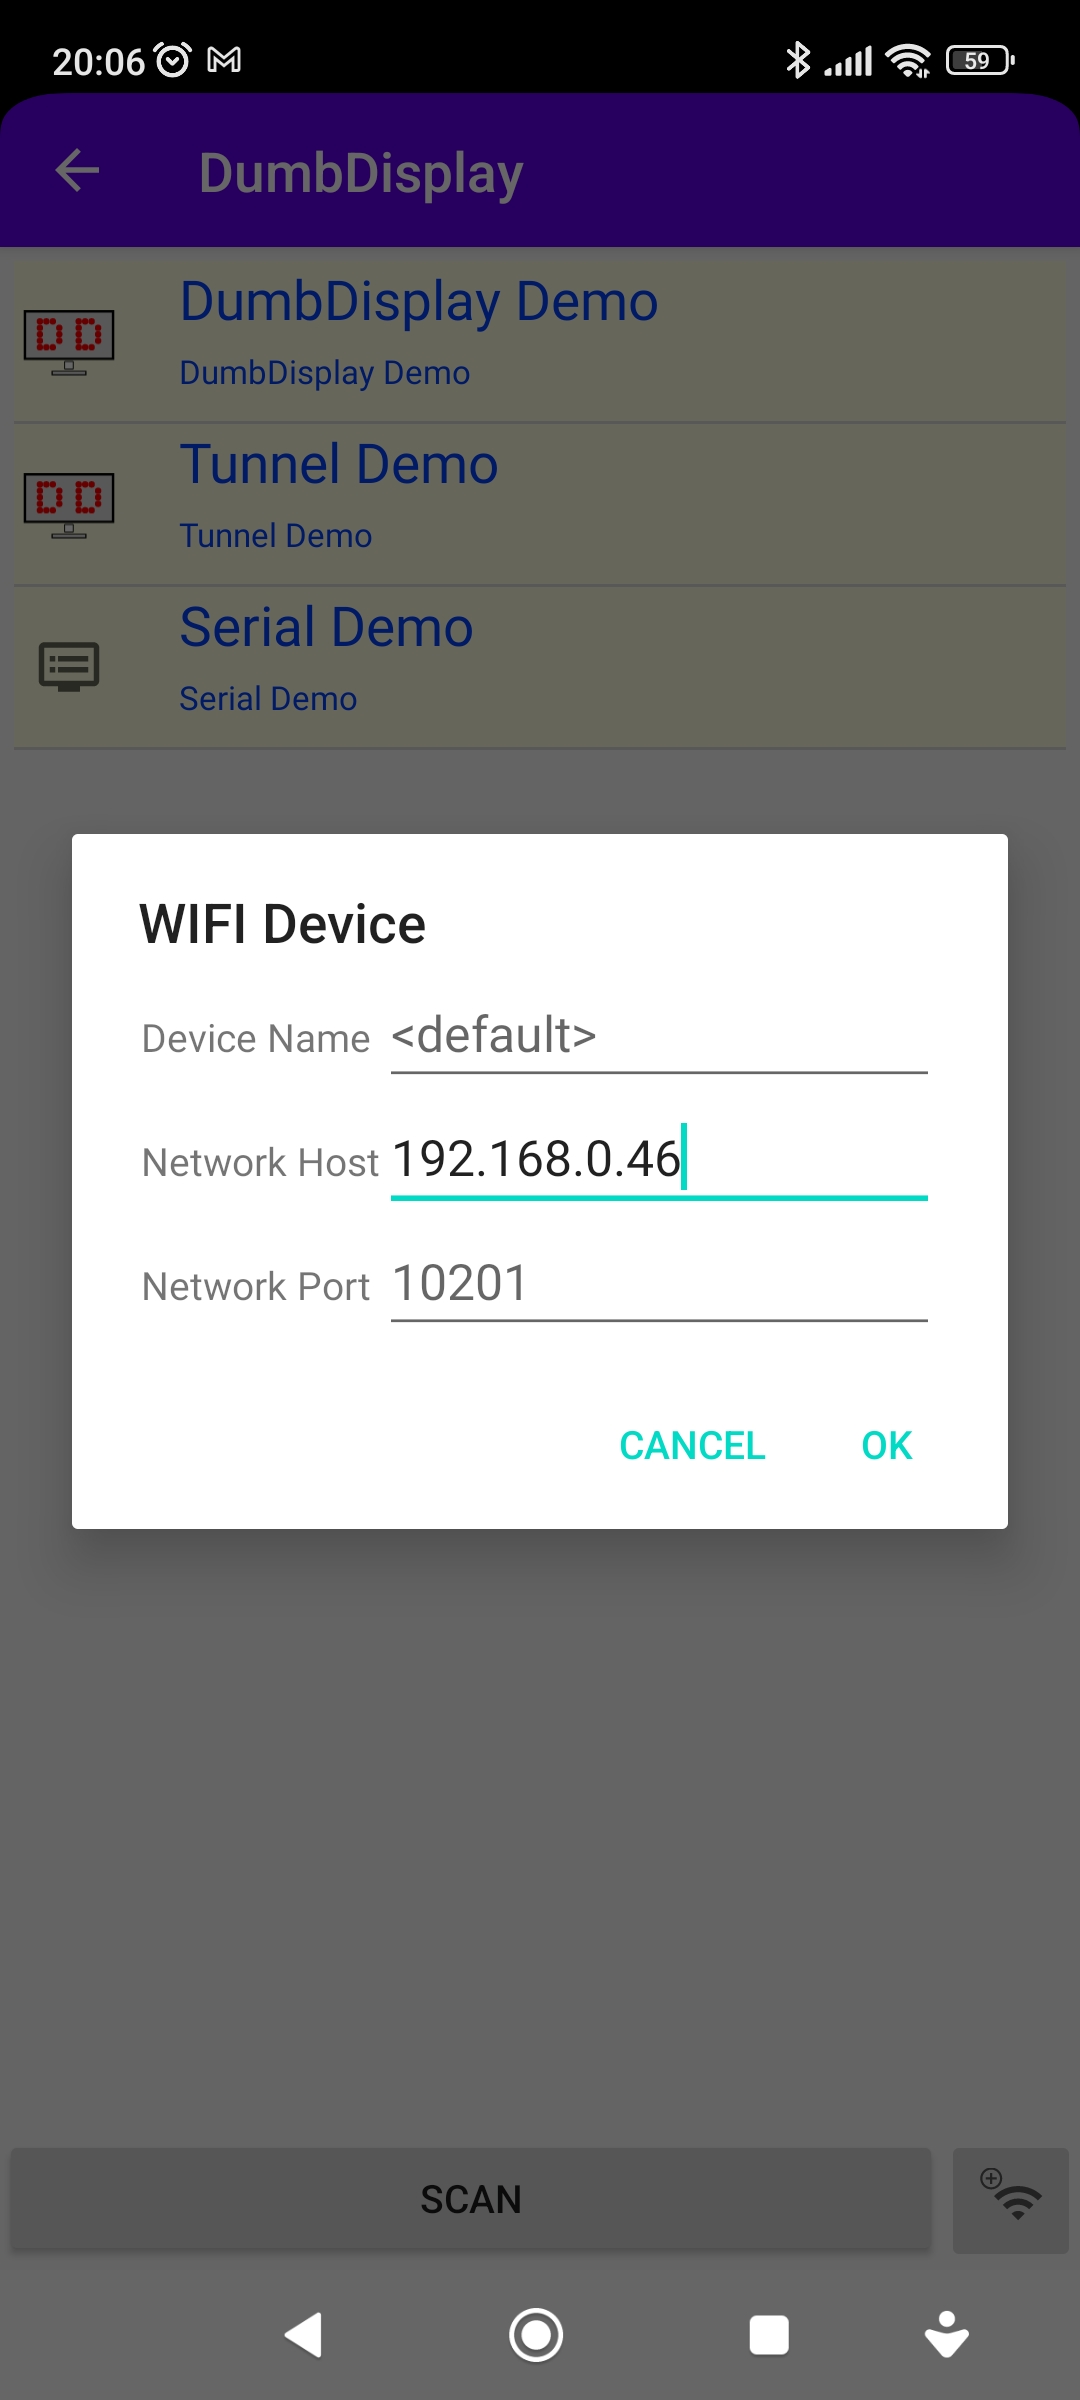 20:06 59
DumbDisplay
DumbDisplay Demo
DumbDisplay Demo
Tunnel Demo
Tunnel Demo
Serial Demo
Serial Demo
WIFI Device
Device Name <default>
Network Host 192.168.0.46
Network Port 10201
CANCEL OK
SCAN